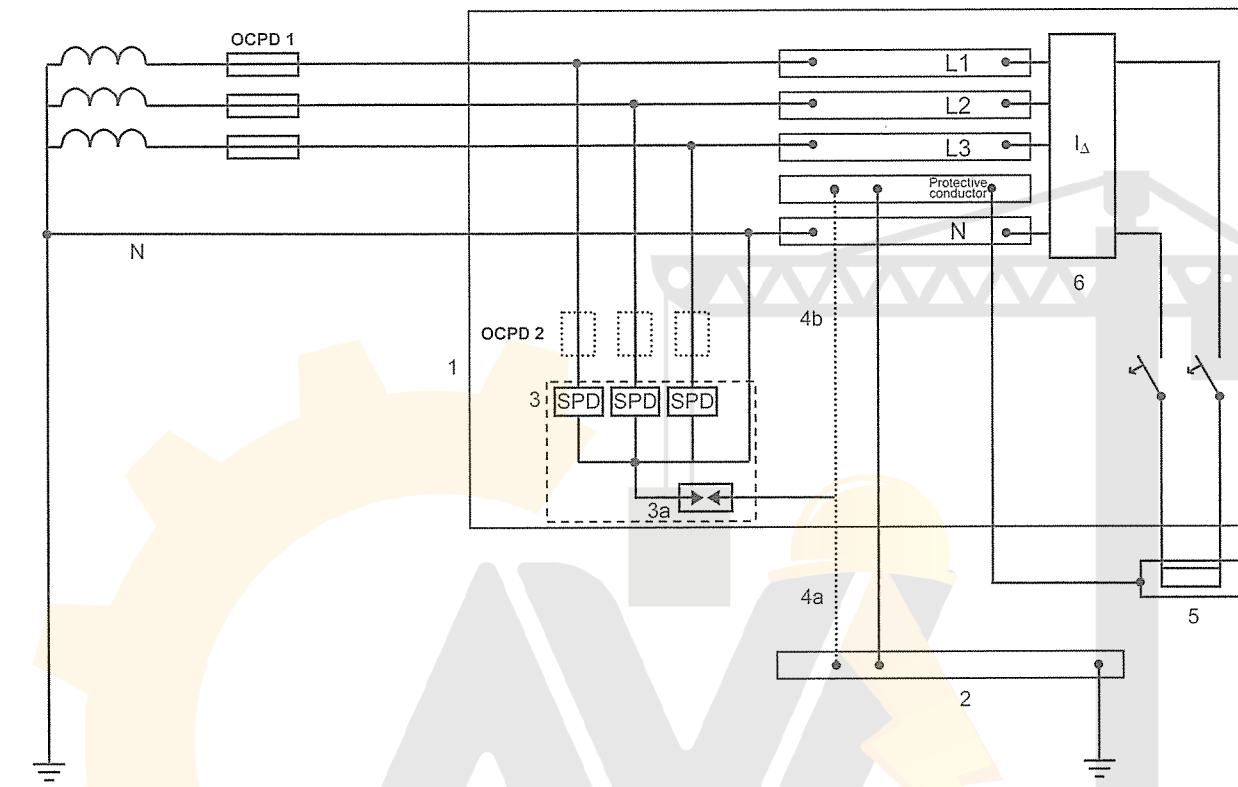 OCPD 1
L1
L2
L3
IΔ
Protective
conductor
N
N
6
4b
OCPD 2
1
3
SPD
SPD
SPD
3a
4a
5
2